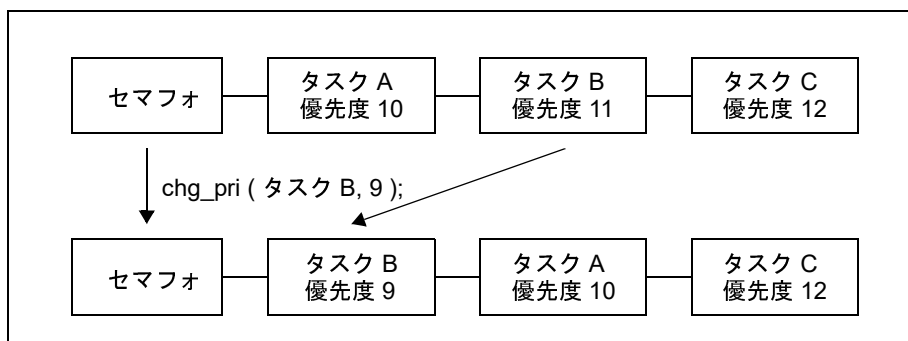 セマフォ
タスク A
優先度 10
タスク B
優先度 11
タスク C
優先度 12
chg_pri ( タスク B, 9 );
セマフォ
タスク B
優先度 9
タスク A
優先度 10
タスク C
優先度 12